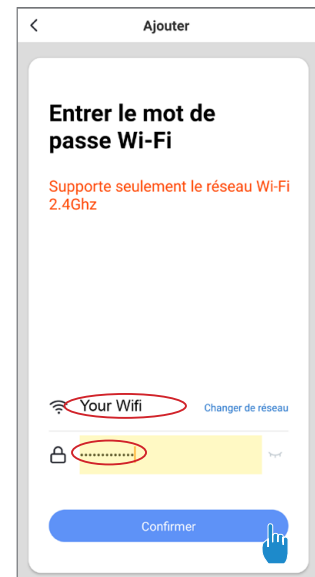 Ajouter
Entrer le mot de
passe Wi-Fi
Supporte seulement le réseau Wi-Fi
2.4Ghz
Your Wifi
Changer de réseau
•••••••••••••
Confirmer